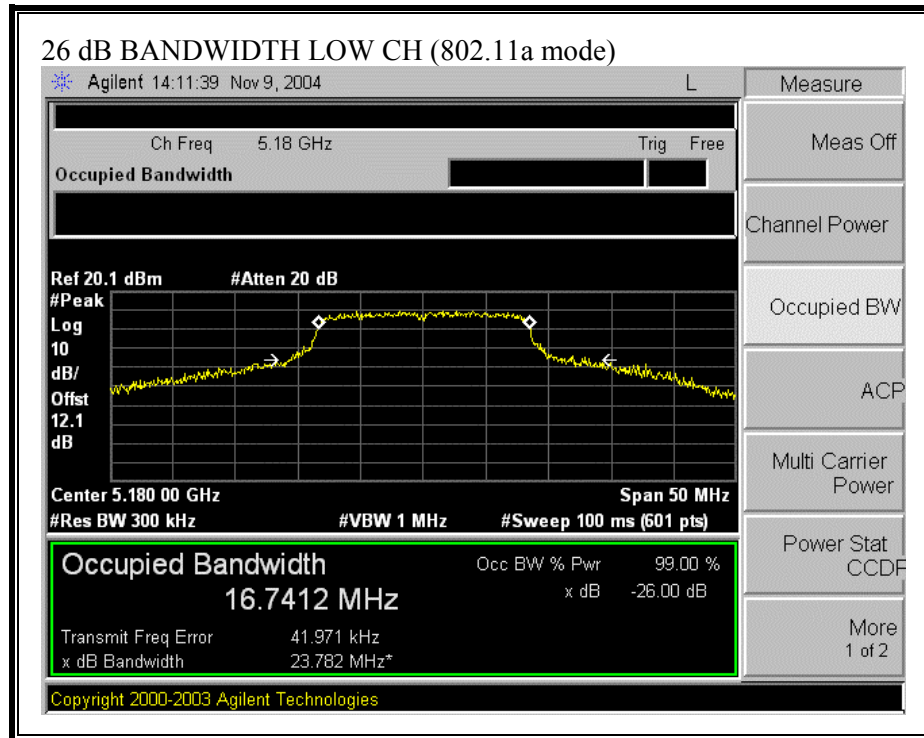 26 dB BANDWIDTH LOW CH (802.11a mode)
Agilent 14:11:39 Nov 9, 2004 L
Measure
Ch Freq 5.18 GHz Trig Free
Occupied Bandwidth
Meas Off
Channel Power
Ref 20.1 dBm #Atten 20 dB
#Peak
Log
10
dB/
Offst
12.1
dB
Occupied BW
ACP
Multi Carrier
Power
Center 5.180 00 GHz Span 50 MHz
#Res BW 300 kHz #VBW 1 MHz #Sweep 100 ms (601 pts)
Occupied Bandwidth Occ BW % Pwr 99.00 %
16.7412 MHz x dB -26.00 dB
Transmit Freq Error 41.971 kHz
x dB Bandwidth 23.782 MHz*
Power Stat
CCDF
More
1 of 2
Copyright 2000-2003 Agilent Technologies